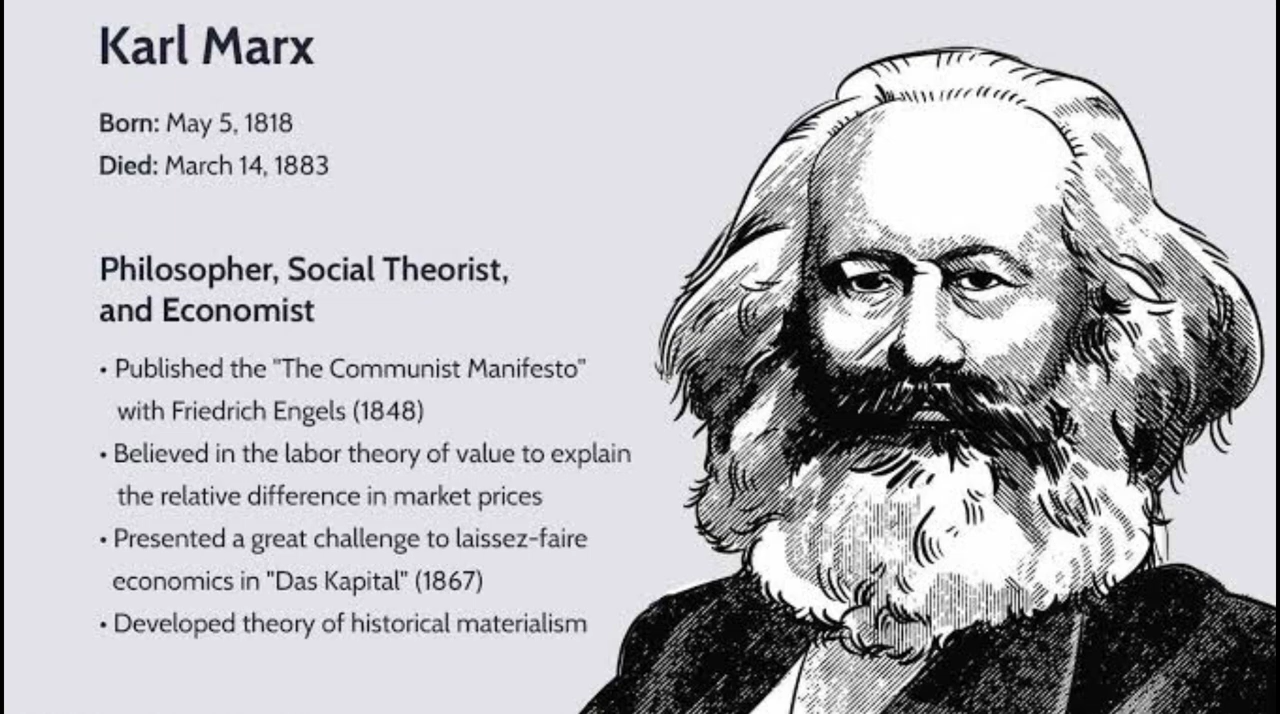 Karl Marx
Born: May 5, 1818
Died: March 14, 1883
Philosopher, Social Theorist,
and Economist
• Published the "The Communist Manifesto"
with Friedrich Engels (1848)
• Believed in the labor theory of value to explain
the relative difference in market prices
• Presented a great challenge to laissez-faire
economics in "Das Kapital" (1867)
• Developed theory of historical materialism